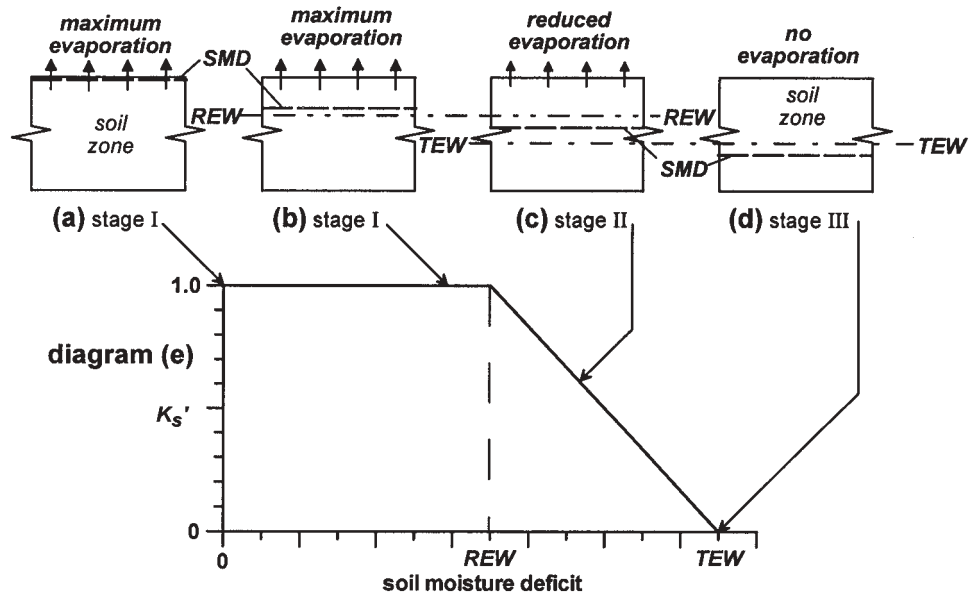 maximum
evaporation
maximum
evaporation
reduced
evaporation
no
evaporation
SMD
REW
REW
TEW
TEW
SMD
soil
zone
soil
zone
(a) stage I
(b) stage I
(c) stage II
(d) stage III
1.0
diagram (e)
Ks'
0
0
REW
TEW
soil moisture deficit